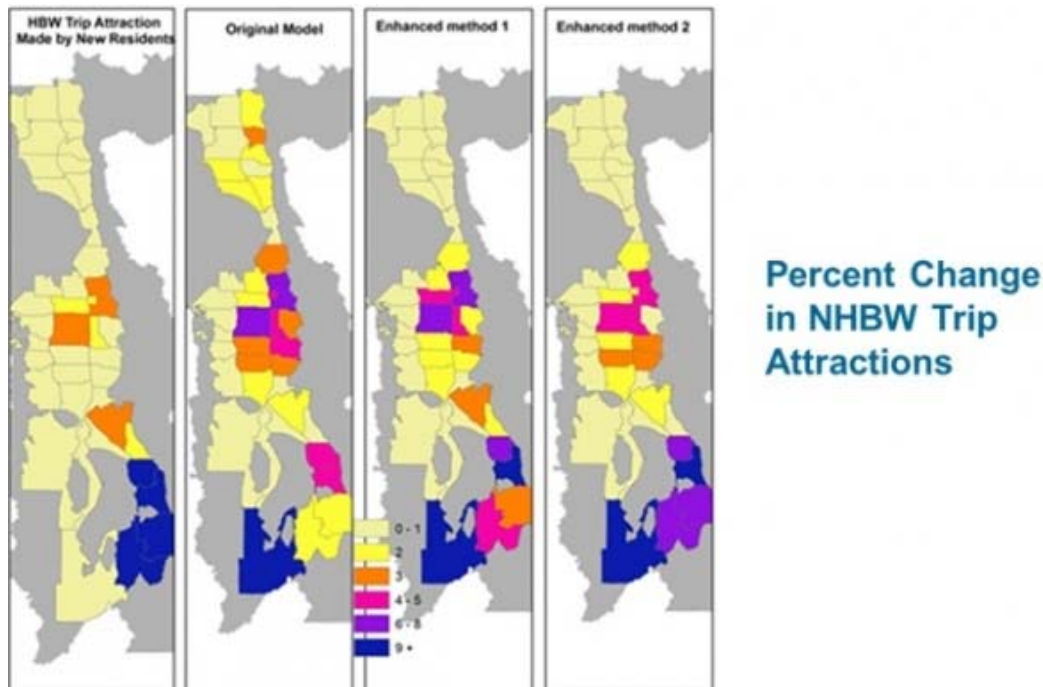 HBW Trip Attraction
Made by New Residents
Original Model
Enhanced method 1
Enhanced method 2
Percent Change
in NHBW Trip
Attractions
0 - 1
2
3
4 - 5
6 - 8
9 +